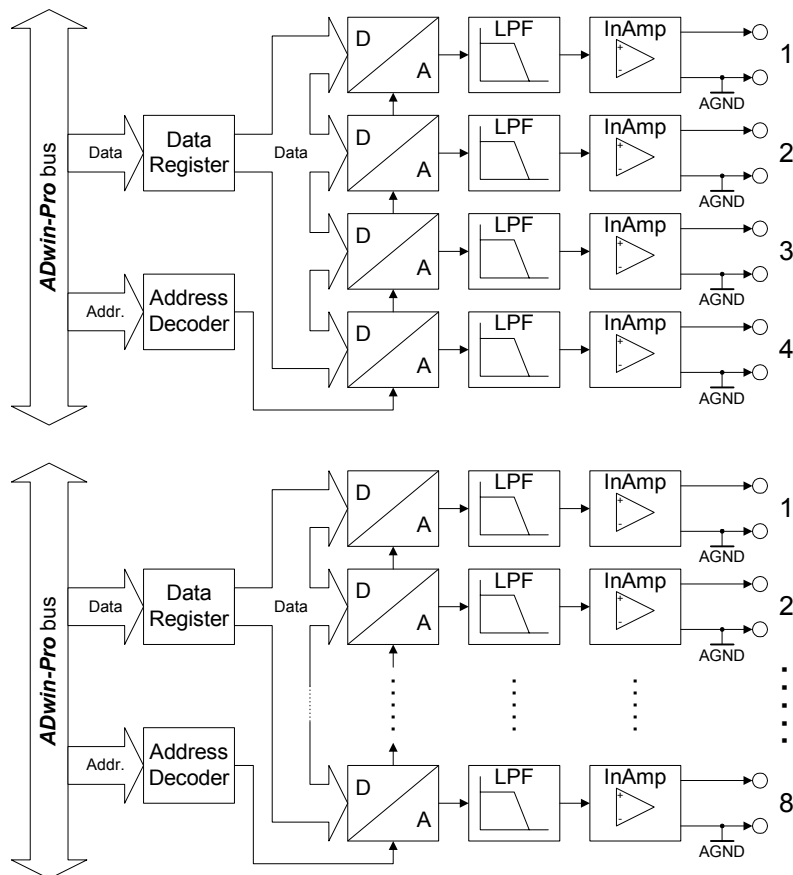 ADwin-Pro bus
Data
Data
Register
Data
Addr.
Address
Decoder
D
A
LPF
InAmp
+
-
AGND
1
D
A
LPF
InAmp
+
-
AGND
2
D
A
LPF
InAmp
+
-
AGND
3
D
A
LPF
InAmp
+
-
AGND
4
ADwin-Pro bus
Data
Data
Register
Data
Addr.
Address
Decoder
D
A
LPF
InAmp
+
-
AGND
1
D
A
LPF
InAmp
+
-
AGND
2
D
A
LPF
InAmp
+
-
AGND
8